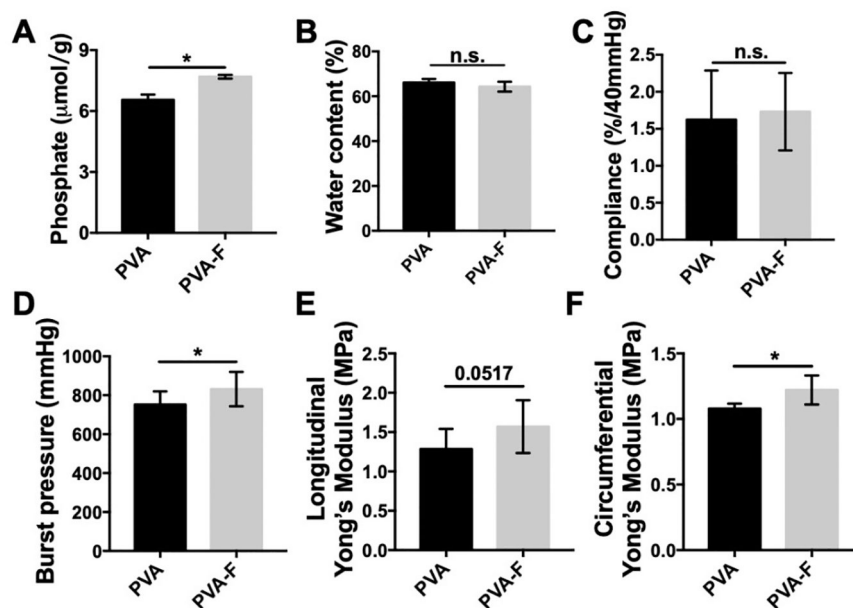 A
Phosphate (μmol/g)
9
6
3
0
*
PVA
PVA-F
B
Water content (%)
80
60
40
20
0
n.s.
PVA
PVA-F
C
Compliance (%/40mmHg)
2.5
2.0
1.5
1.0
0.5
0.0
n.s.
PVA
PVA-F
D
Burst pressure (mmHg)
1000
800
600
400
200
0
*
PVA
PVA-F
E
Longitudinal
Yong's Modulus (MPa)
2.5
2.0
1.5
1.0
0.5
0.0
0.0517
PVA
PVA-F
F
Circumferential
Yong's Modulus (MPa)
1.5
1.0
0.5
0.0
*
PVA
PVA-F